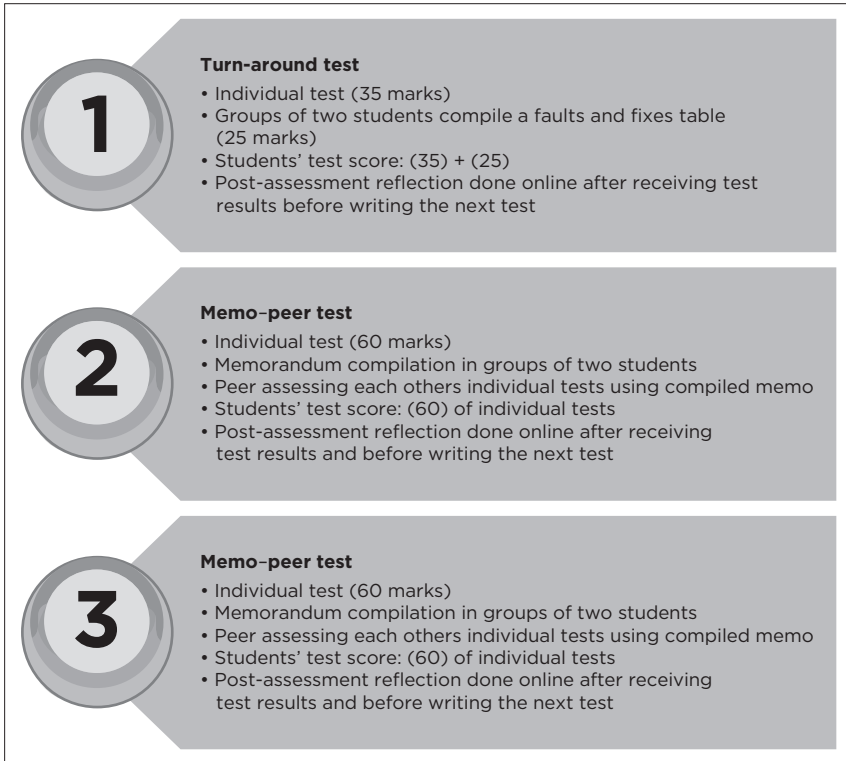 1
Turn-around test
• Individual test (35 marks)
• Groups of two students compile a faults and fixes table
(25 marks)
• Students’ test score: (35) + (25)
• Post-assessment reflection done online after receiving test
results before writing the next test
2
Memo–peer test
• Individual test (60 marks)
• Memorandum compilation in groups of two students
• Peer assessing each others individual tests using compiled memo
• Students’ test score: (60) of individual tests
• Post-assessment reflection done online after receiving
test results and before writing the next test
3
Memo–peer test
• Individual test (60 marks)
• Memorandum compilation in groups of two students
• Peer assessing each others individual tests using compiled memo
• Students’ test score: (60) of individual tests
• Post-assessment reflection done online after receiving
test results and before writing the next test